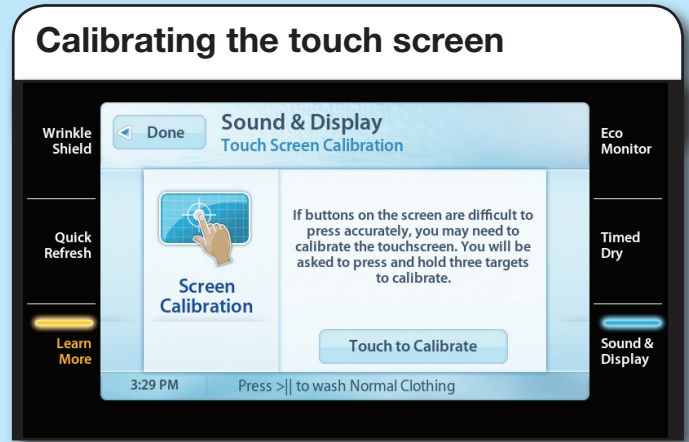 Calibrating the touch screen
Wrinkle
Shield
Quick
Refresh
Learn
More
Done
Sound & Display
Touch Screen Calibration
Screen
Calibration
If buttons on the screen are difficult to
press accurately, you may need to
calibrate the touchscreen. You will be
asked to press and hold three targets
to calibrate.
Touch to Calibrate
3:29 PM
Press >|| to wash Normal Clothing
Eco
Monitor
Timed
Dry
Sound &
Display